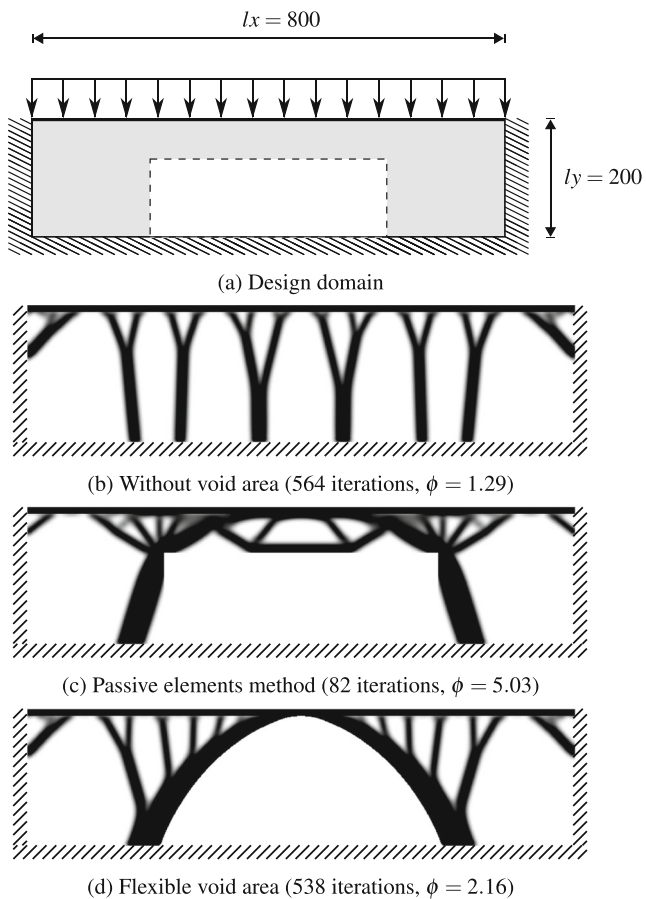 lx = 800
ly = 200
(a) Design domain
(b) Without void area (564 iterations, ϕ = 1.29)
(c) Passive elements method (82 iterations, ϕ = 5.03)
(d) Flexible void area (538 iterations, ϕ = 2.16)